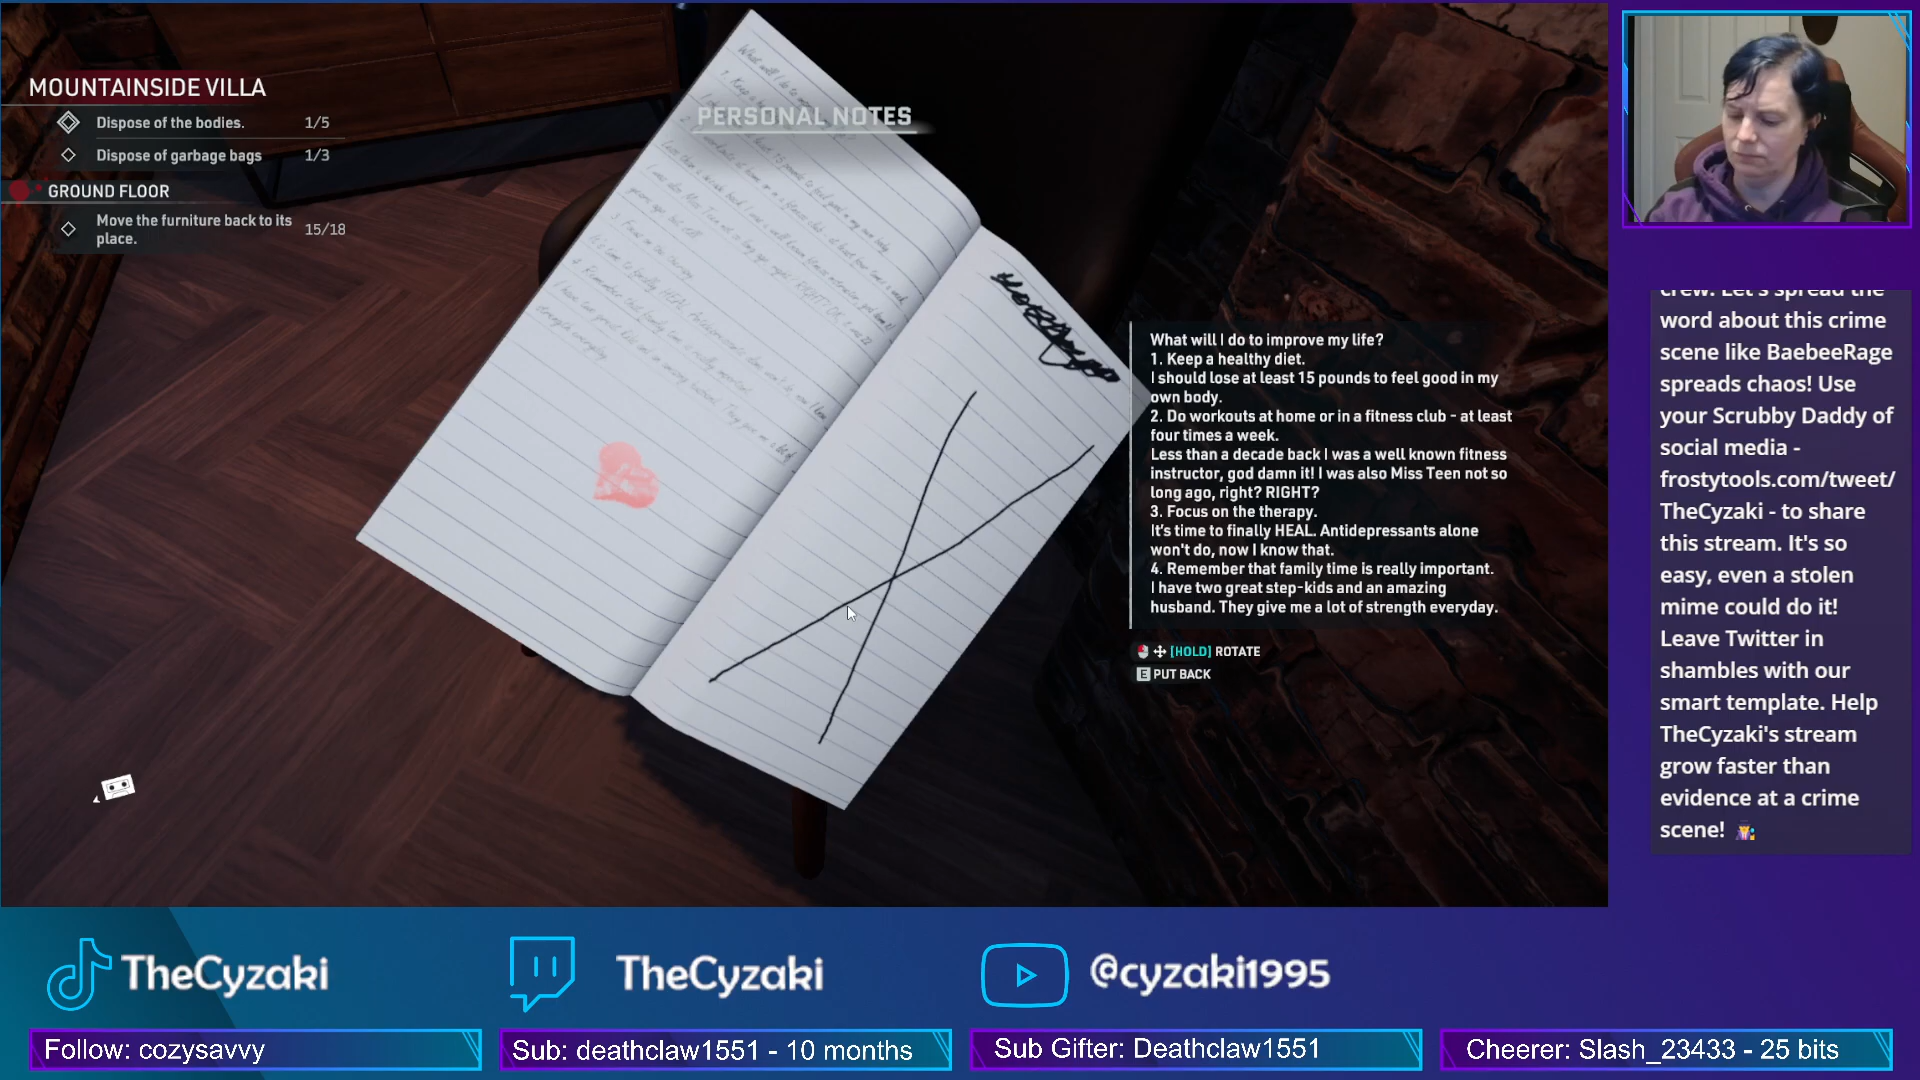 MOUNTAINSIDE VILLA
Dispose of the bodies. 1/5
Dispose of garbage bags 1/3
GROUND FLOOR
Move the furniture back to its
place. 15/18
PERSONAL NOTES
What will I do to improve my life?
1. Keep a healthy diet.
I should lose at least 15 pounds to feel good in my
own body.
2. Do workouts at home or in a fitness club - at least
four times a week.
Less than a decade back I was a well known fitness
instructor, god damn it! I was also Miss Teen not so
long ago, right? RIGHT?
3. Focus on the therapy.
It's time to finally HEAL. Antidepressants alone
won't do, now I know that.
4. Remember that family time is really important.
I have two great step-kids and an amazing
husband. They give me a lot of strength everyday.
[HOLD] ROTATE
E PUT BACK
crew. Let's spread the
word about this crime
scene like BaebeeRage
spreads chaos! Use
your Scrubby Daddy of
social media -
frostytools.com/tweet/
TheCyzaki - to share
this stream. It's so
easy, even a stolen
mime could do it!
Leave Twitter in
shambles with our
smart template. Help
TheCyzaki's stream
grow faster than
evidence at a crime
scene!
TheCyzaki
TheCyzaki
@cyzaki1995
Follow: cozysavvy
Sub: deathclaw1551 - 10 months
Sub Gifter: Deathclaw1551
Cheerer: Slash_23433 - 25 bits